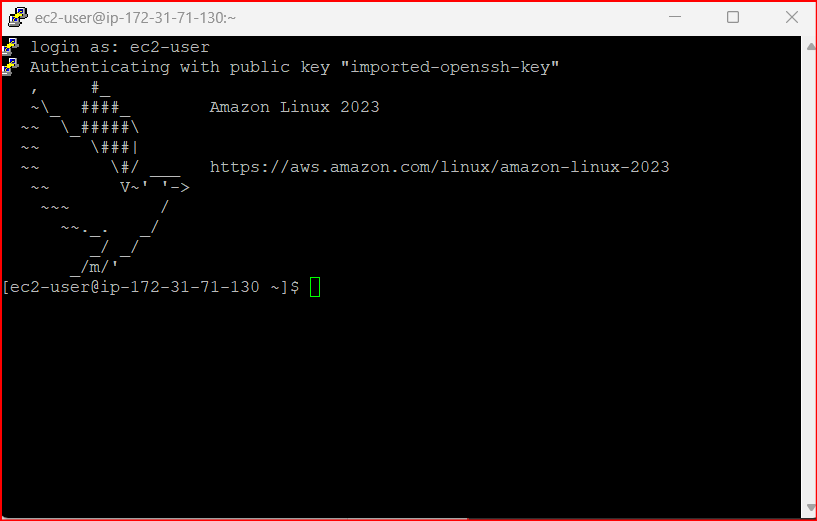 ec2-user@ip-172-31-71-130:~
login as: ec2-user
Authenticating with public key "imported-openssh-key"
   ,     #_
   ~\_  ####_        Amazon Linux 2023
  ~~  \_#####\
  ~~     \###|
  ~~       \#/ ___   https://aws.amazon.com/linux/amazon-linux-2023
   ~~       V~' '->
    ~~~         /
      ~~._.   _/
         _/ _/
       _/m/'
[ec2-user@ip-172-31-71-130 ~]$